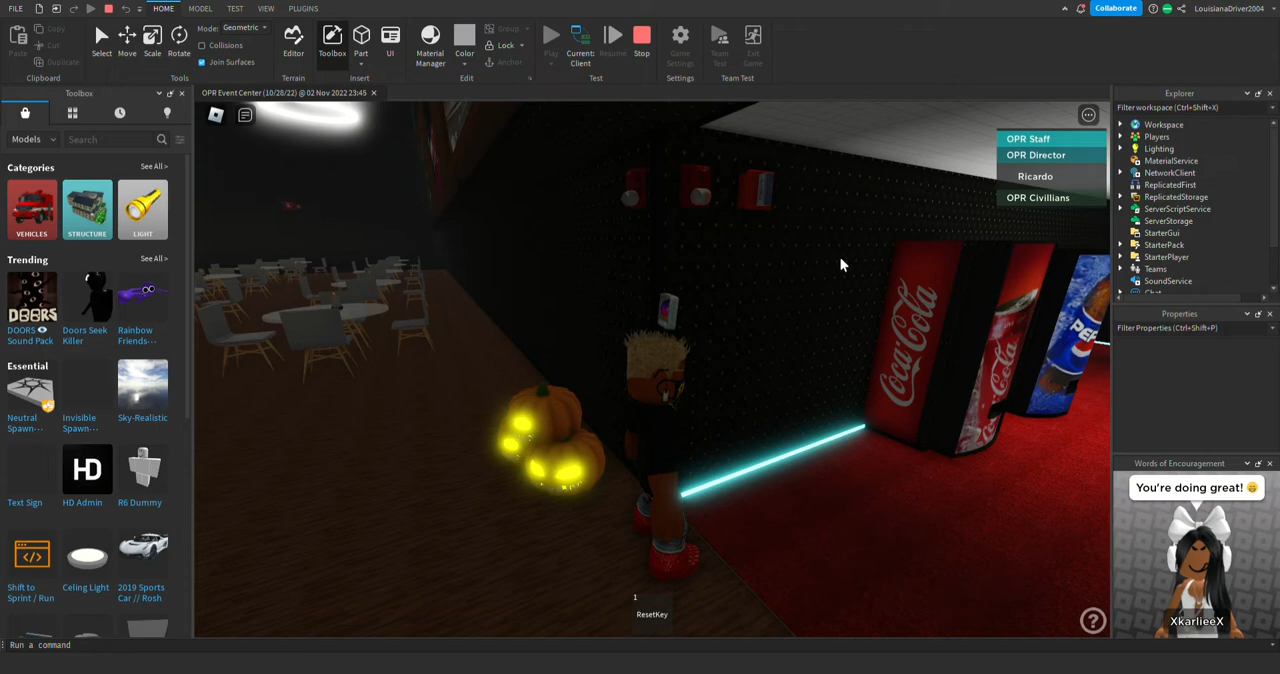 FILE HOME MODEL TEST VIEW PLUGINS Collaborate LouisianaDriver2004
Paste Copy Cut Duplicate Clipboard
Select Move Scale Rotate Mode: Geometric Collisions Join Surfaces Tools
Editor Terrain
Toolbox Part UI Insert
Material Manager Color Group Lock Anchor Edit
Play Current: Client Resume Stop Test
Game Settings Settings
Team Test Exit Game Team Test
Toolbox
OPR Event Center (10/28/22) @ 02 Nov 2022 23:45
Models Search
Categories See All >
VEHICLES STRUCTURE LIGHT
Trending See All >
DOORS Sound Pack
Doors Seek Killer
Rainbow Friends---
Essential See All >
Neutral Spawn---
Invisible Spawn---
Sky-Realistic
HD
Text Sign HD Admin R6 Dummy
Shift to Sprint / Run
Celing Light
2019 Sports Car // Rosh
OPR Staff
OPR Director
Ricardo
OPR Civillians
Coca-Cola
PEPSI
1
ResetKey
?
Explorer
Filter workspace (Ctrl+Shift+X)
Workspace
Players
Lighting
MaterialService
NetworkClient
ReplicatedFirst
ReplicatedStorage
ServerScriptService
ServerStorage
StarterGui
StarterPack
StarterPlayer
Teams
SoundService
Chat
Properties
Filter Properties (Ctrl+Shift+P)
Words of Encouragement
You're doing great! 😄
XkarlieeX
Run a command